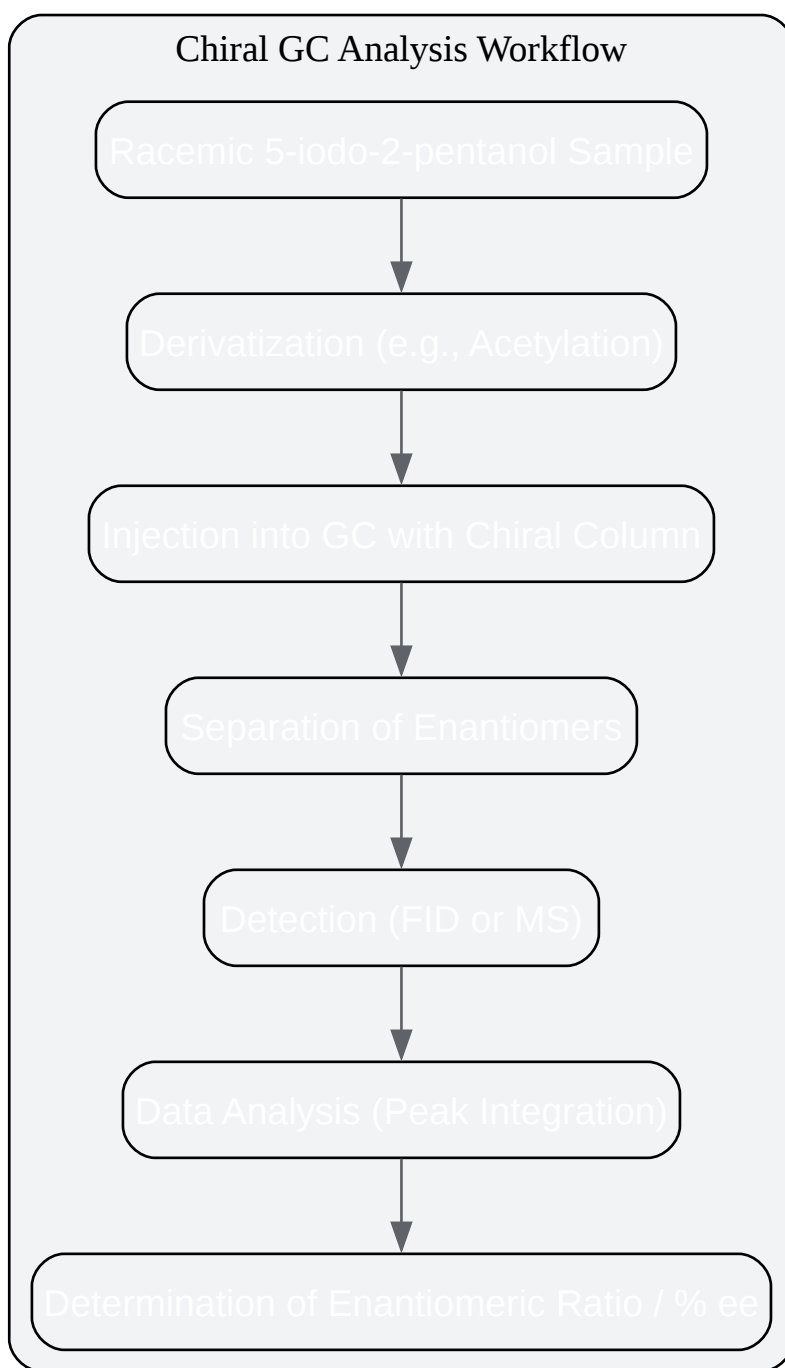 Chiral GC Analysis Workflow
Racemic 5-iodo-2-pentanol Sample
Derivatization (e.g., Acetylation)
Injection into GC with Chiral Column
Separation of Enantiomers
Detection (FID or MS)
Data Analysis (Peak Integration)
Determination of Enantiomeric Ratio / % ee